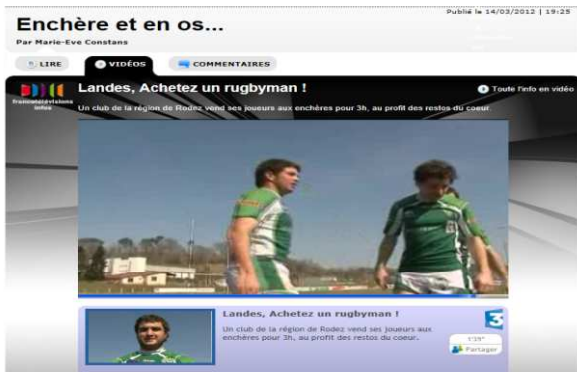 Publié le 14/03/2012 | 19:25
Enchère et en os...
Par Marie-Eve Constans
LIRE
VIDÉOS
COMMENTAIRES
francetélévisions
infos
Landes, Achetez un rugbyman !
Toute l'info en vidéo
Un club de la région de Rodez vend ses joueurs aux enchères pour 3h, au profit des restos du coeur.
Landes, Achetez un rugbyman !
Un club de la région de Rodez vend ses joueurs aux
enchères pour 3h, au profit des restos du coeur.
3
Partager